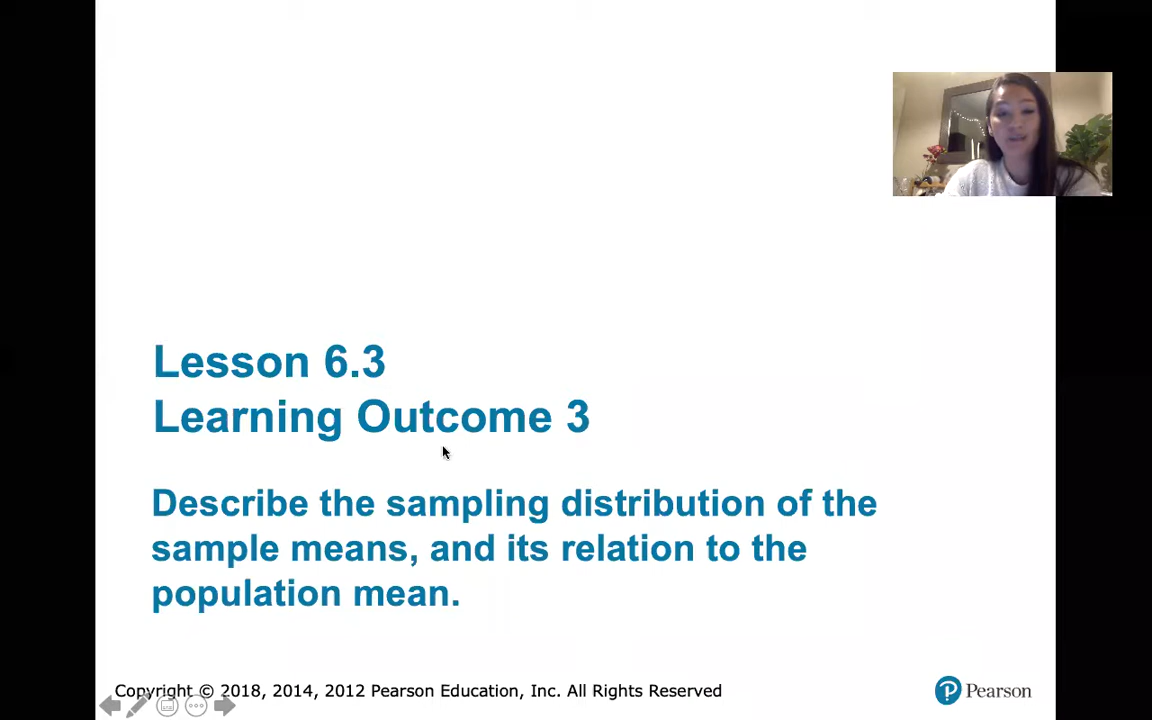 Lesson 6.3
Learning Outcome 3
Describe the sampling distribution of the
sample means, and its relation to the
population mean.
Copyright © 2018, 2014, 2012 Pearson Education, Inc. All Rights Reserved
Pearson